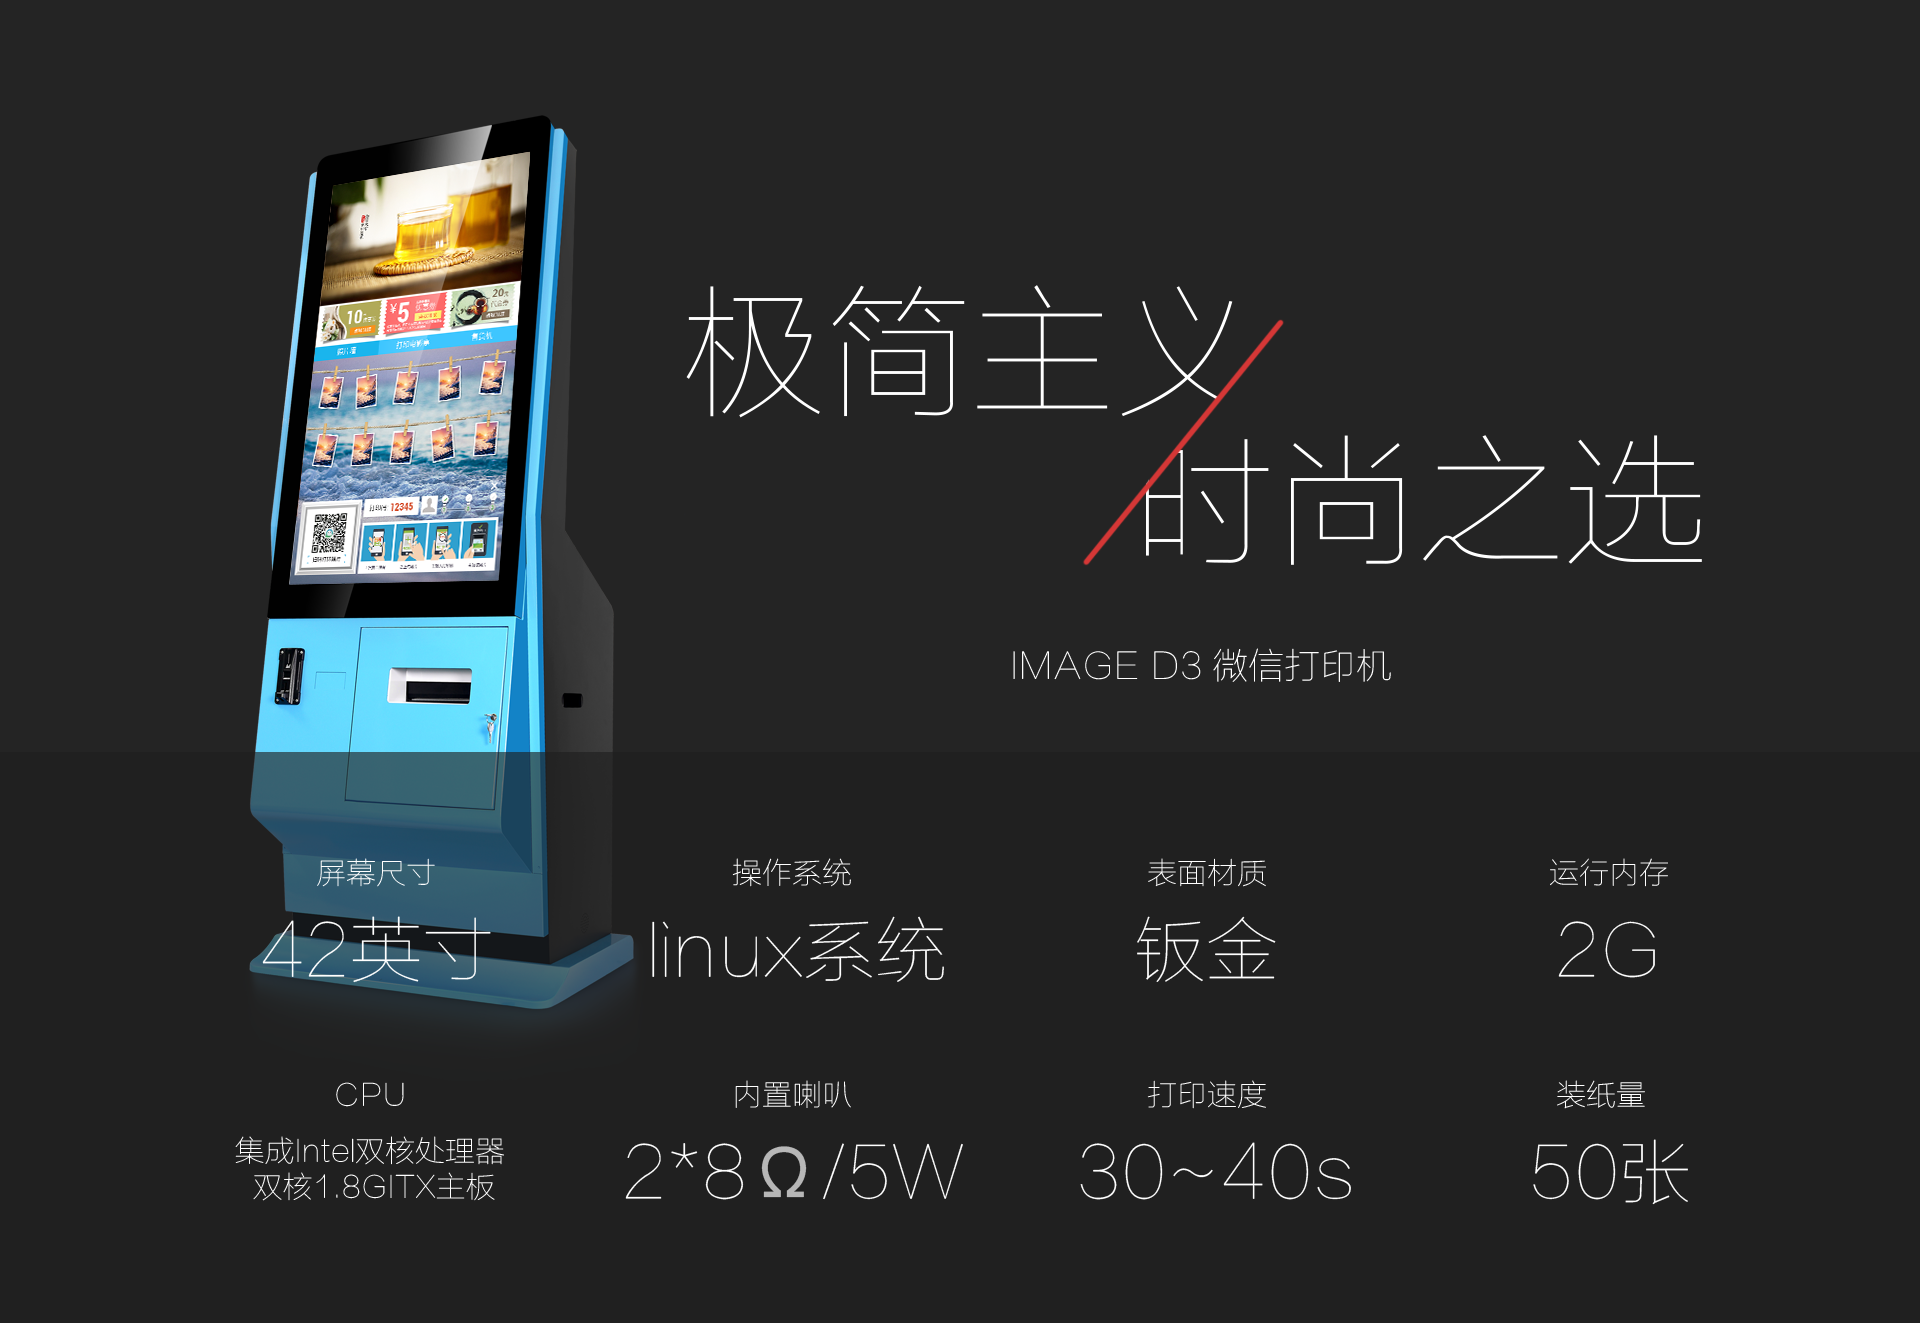 极简主义
时尚之选
IMAGE D3 微信打印机
10
¥5
20
12345
屏幕尺寸
42英寸
操作系统
linux系统
表面材质
钣金
运行内存
2G
CPU
集成Intel双核处理器
双核1.8GITX主板
内置喇叭
2*8Ω/5W
打印速度
30~40s
装纸量
50张